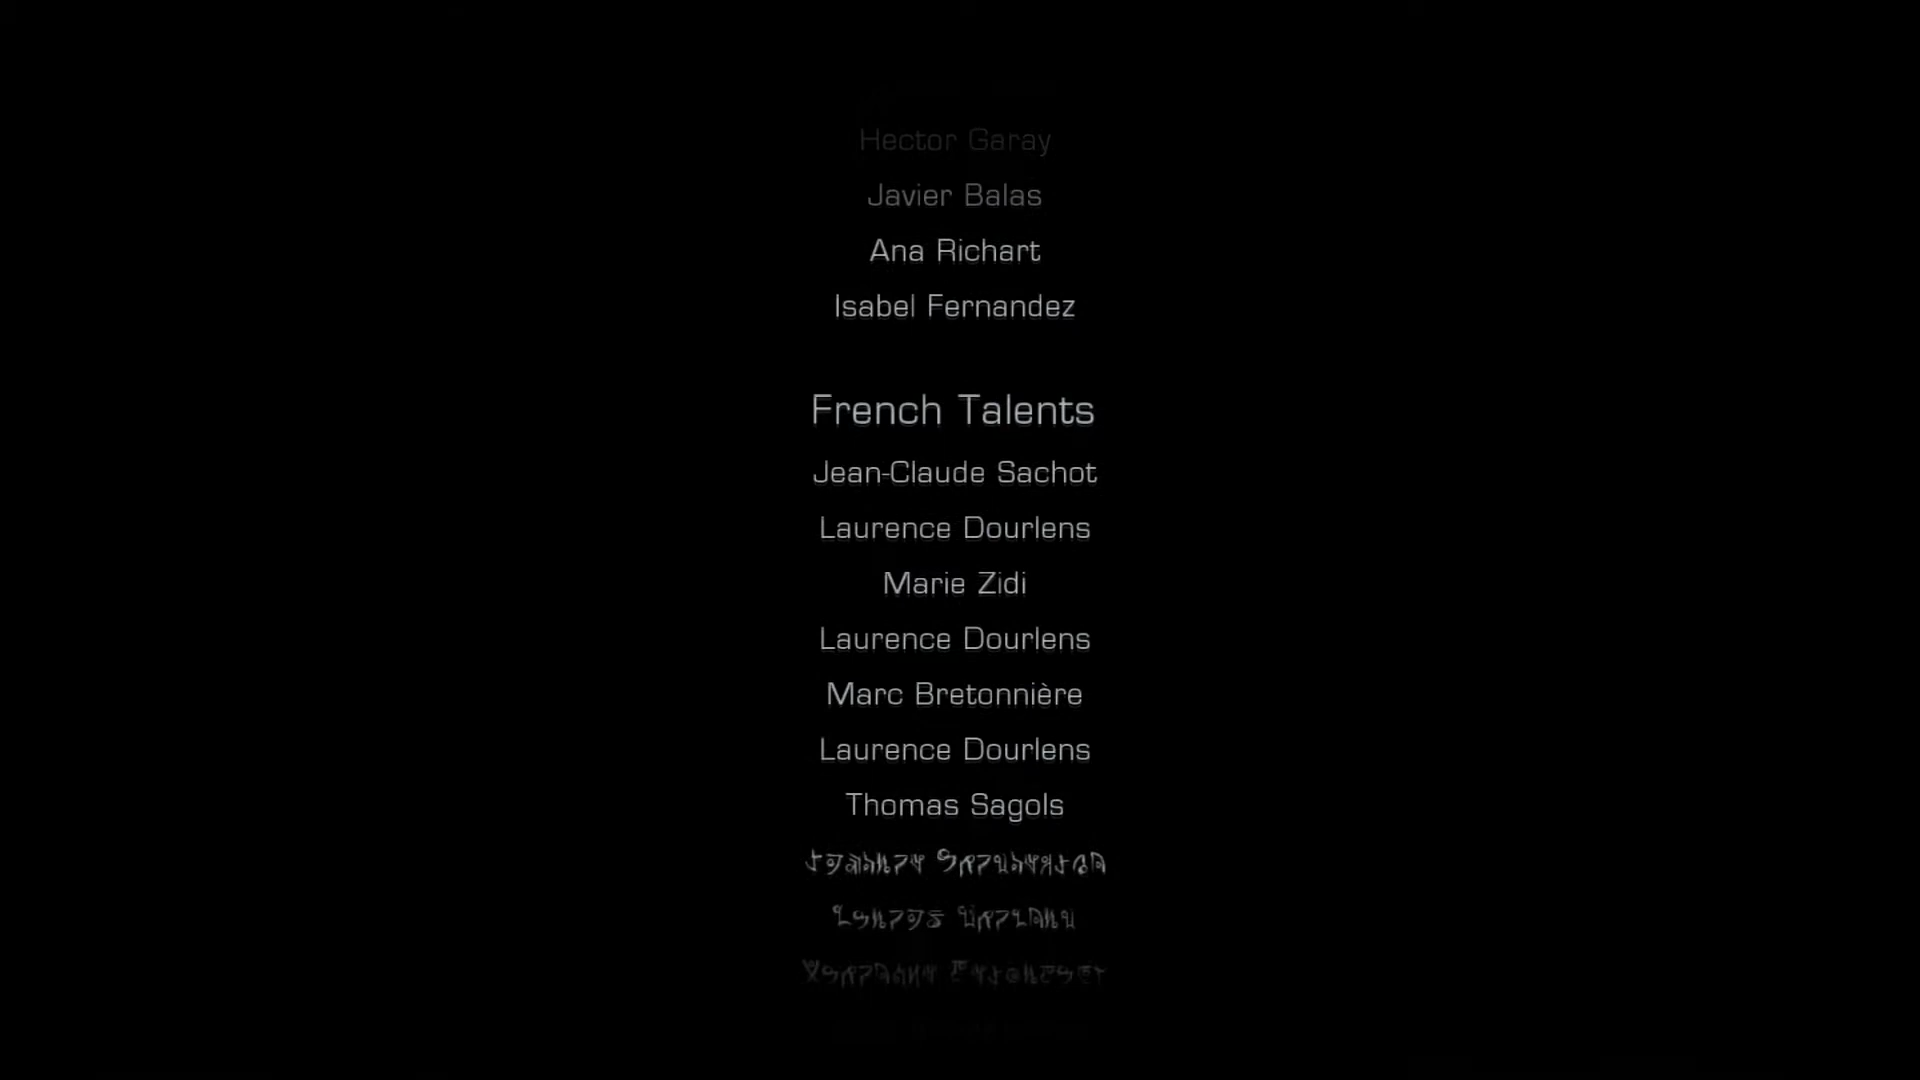 Hector Garay
Javier Balas
Ana Richart
Isabel Fernandez
French Talents
Jean-Claude Sachot
Laurence Dourlens
Marie Zidi
Laurence Dourlens
Marc Bretonnière
Laurence Dourlens
Thomas Sagols